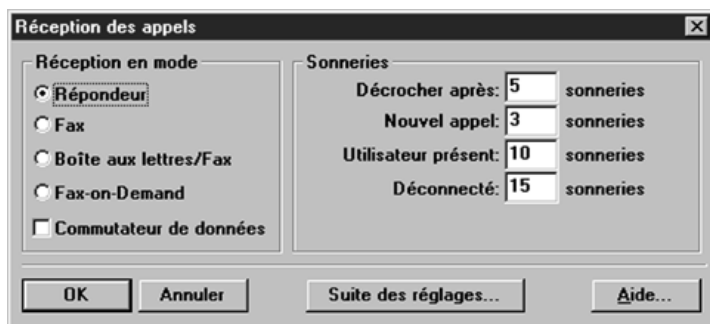 Réception des appels
Réception en mode
Répondeur
Fax
Boîte aux lettres/Fax
Fax-on-Demand
Commutateur de données
Sonneries
Décrocher après: 5 sonneries
Nouvel appel: 3 sonneries
Utilisateur présent: 10 sonneries
Déconnecté: 15 sonneries
OK Annuler Suite des réglages... Aide...